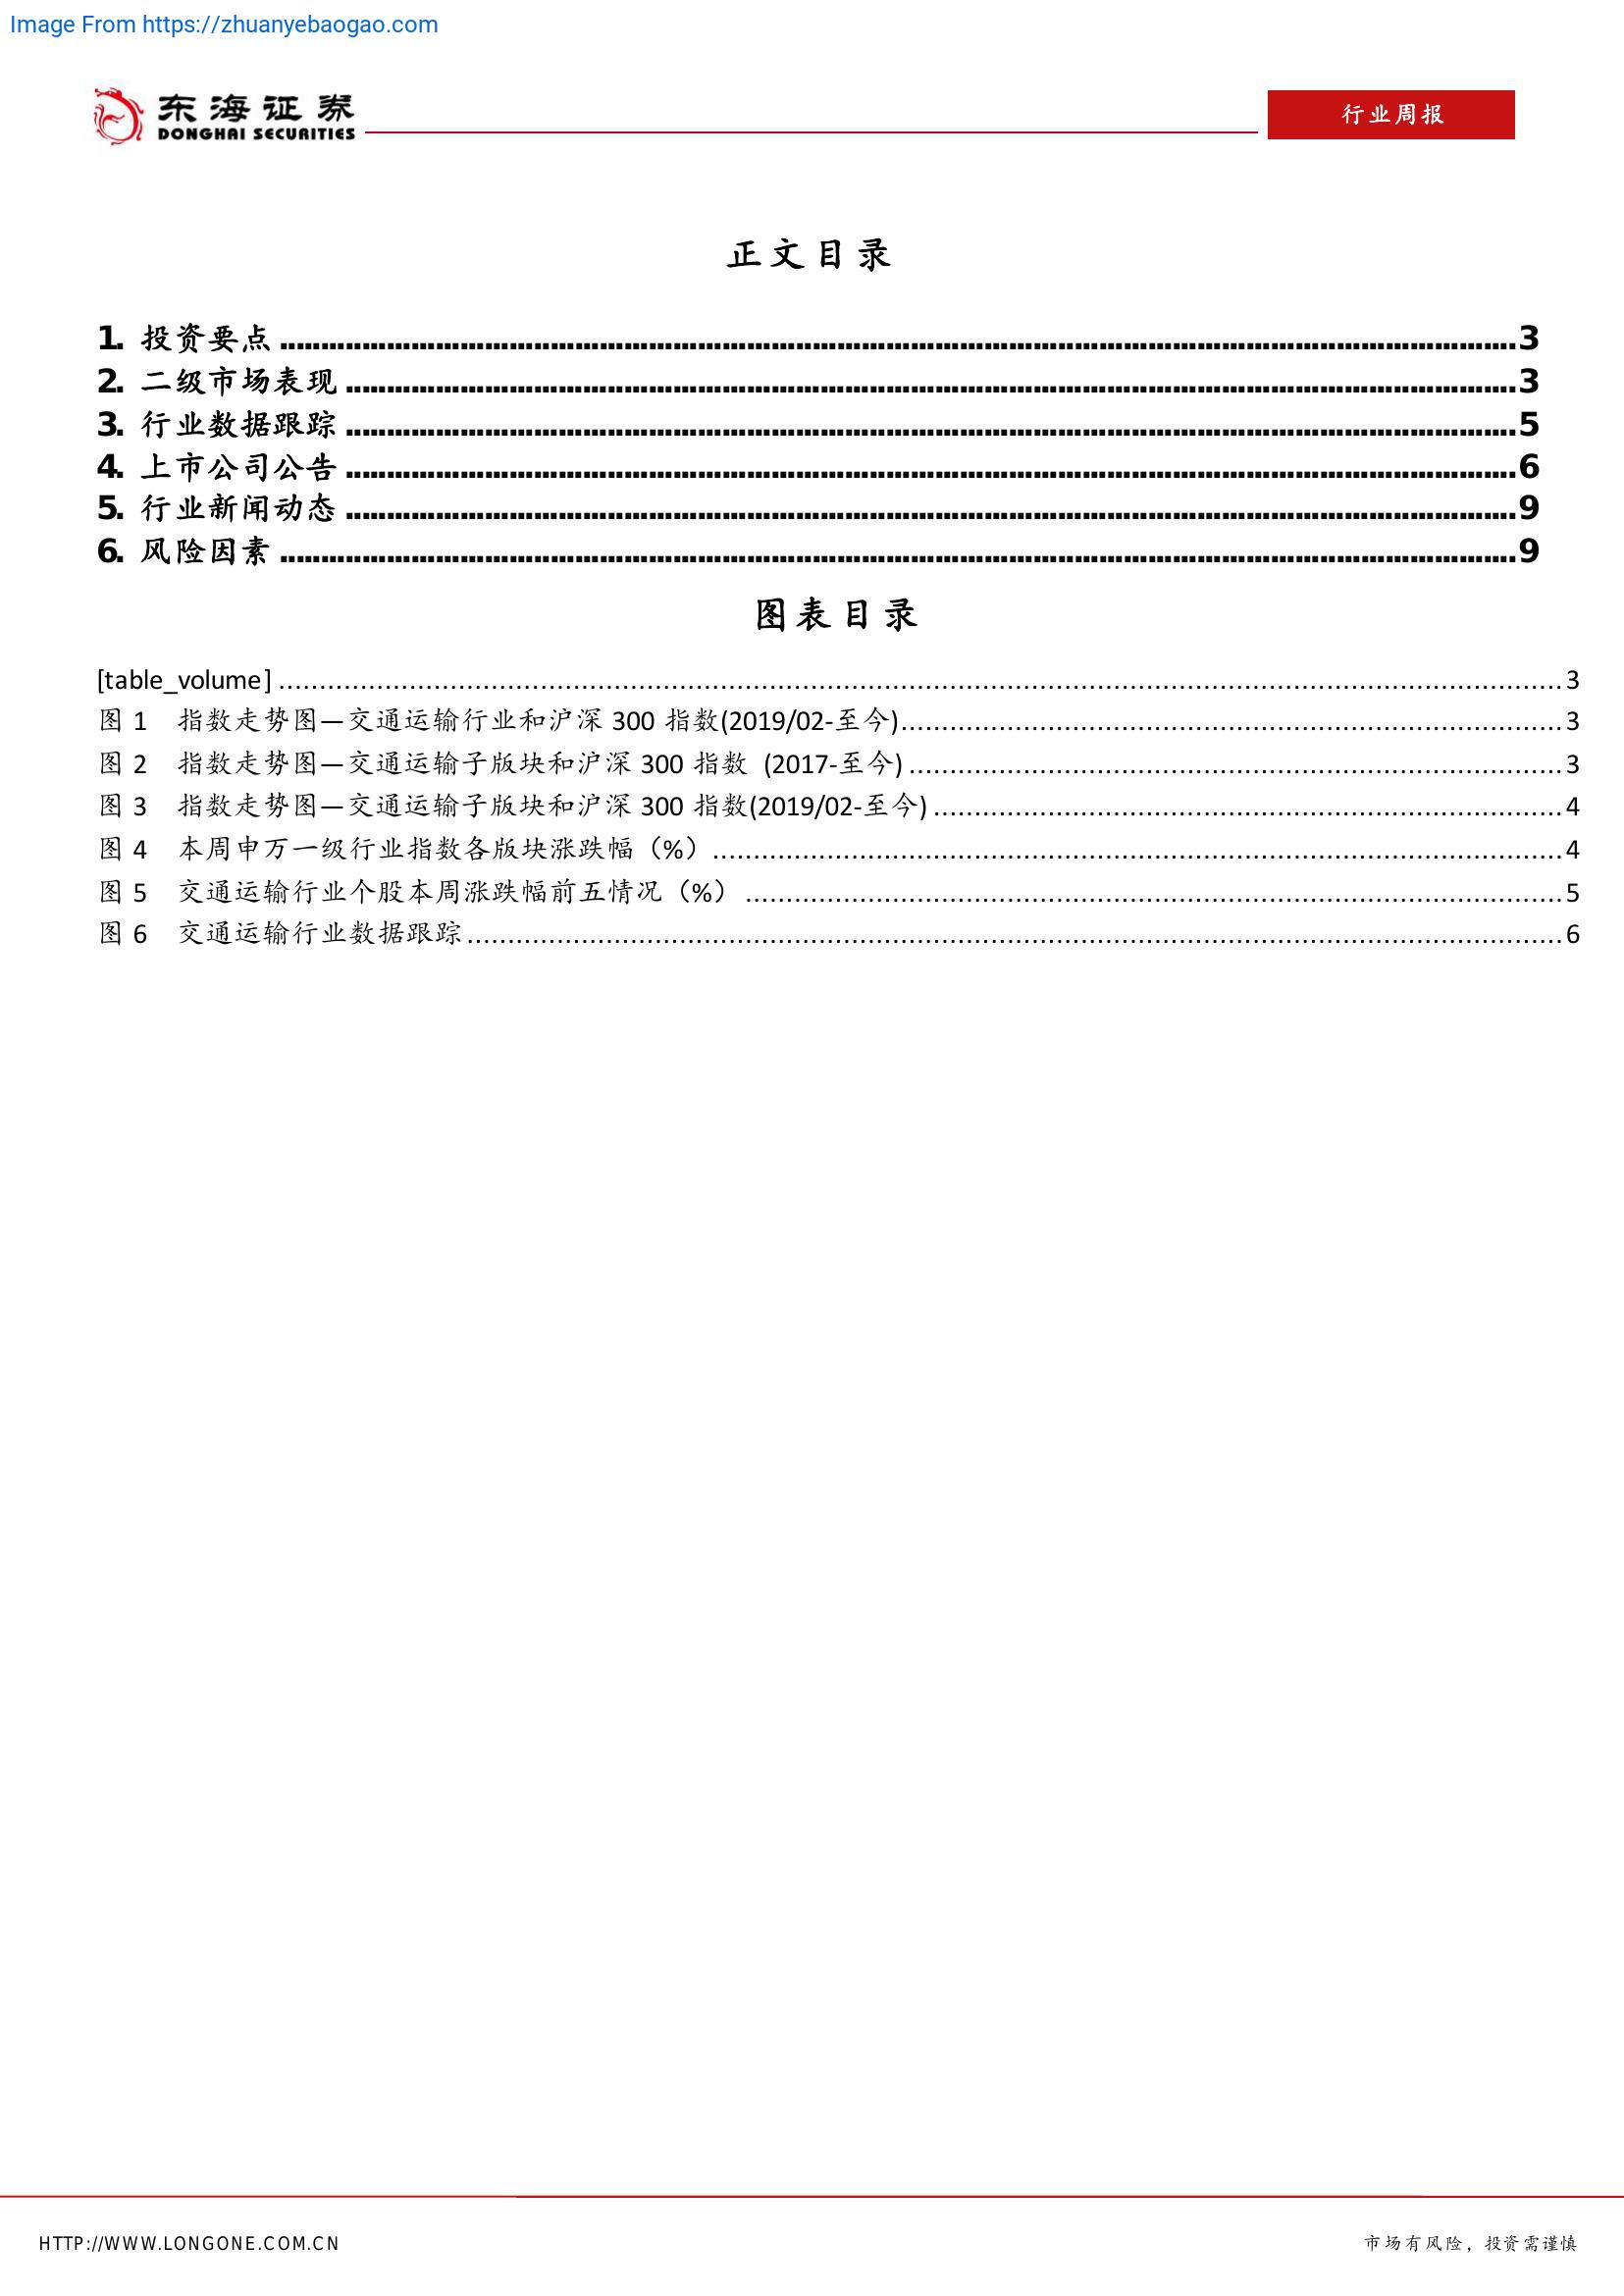 Image From https://zhuanyebaogao.com
东海证券
DONGHAI SECURITIES
行业周报
正文目录
1. 投资要点 ........................................ 3
2. 二级市场表现 ........................................ 3
3. 行业数据跟踪 ........................................ 5
4. 上市公司公告 ........................................ 6
5. 行业新闻动态 ........................................ 9
6. 风险因素 ........................................ 9
图表目录
[table_volume] ........................................ 3
图 1 指数走势图—交通运输行业和沪深 300 指数(2019/02-至今) ........................................ 3
图 2 指数走势图—交通运输子版块和沪深 300 指数 (2017-至今) ........................................ 3
图 3 指数走势图—交通运输子版块和沪深 300 指数(2019/02-至今) ........................................ 4
图 4 本周申万一级行业指数各版块涨跌幅（%） ........................................ 4
图 5 交通运输行业个股本周涨跌幅前五情况（%） ........................................ 5
图 6 交通运输行业数据跟踪 ........................................ 6
HTTP://WWW.LONGONE.COM.CN
市场有风险，投资需谨慎